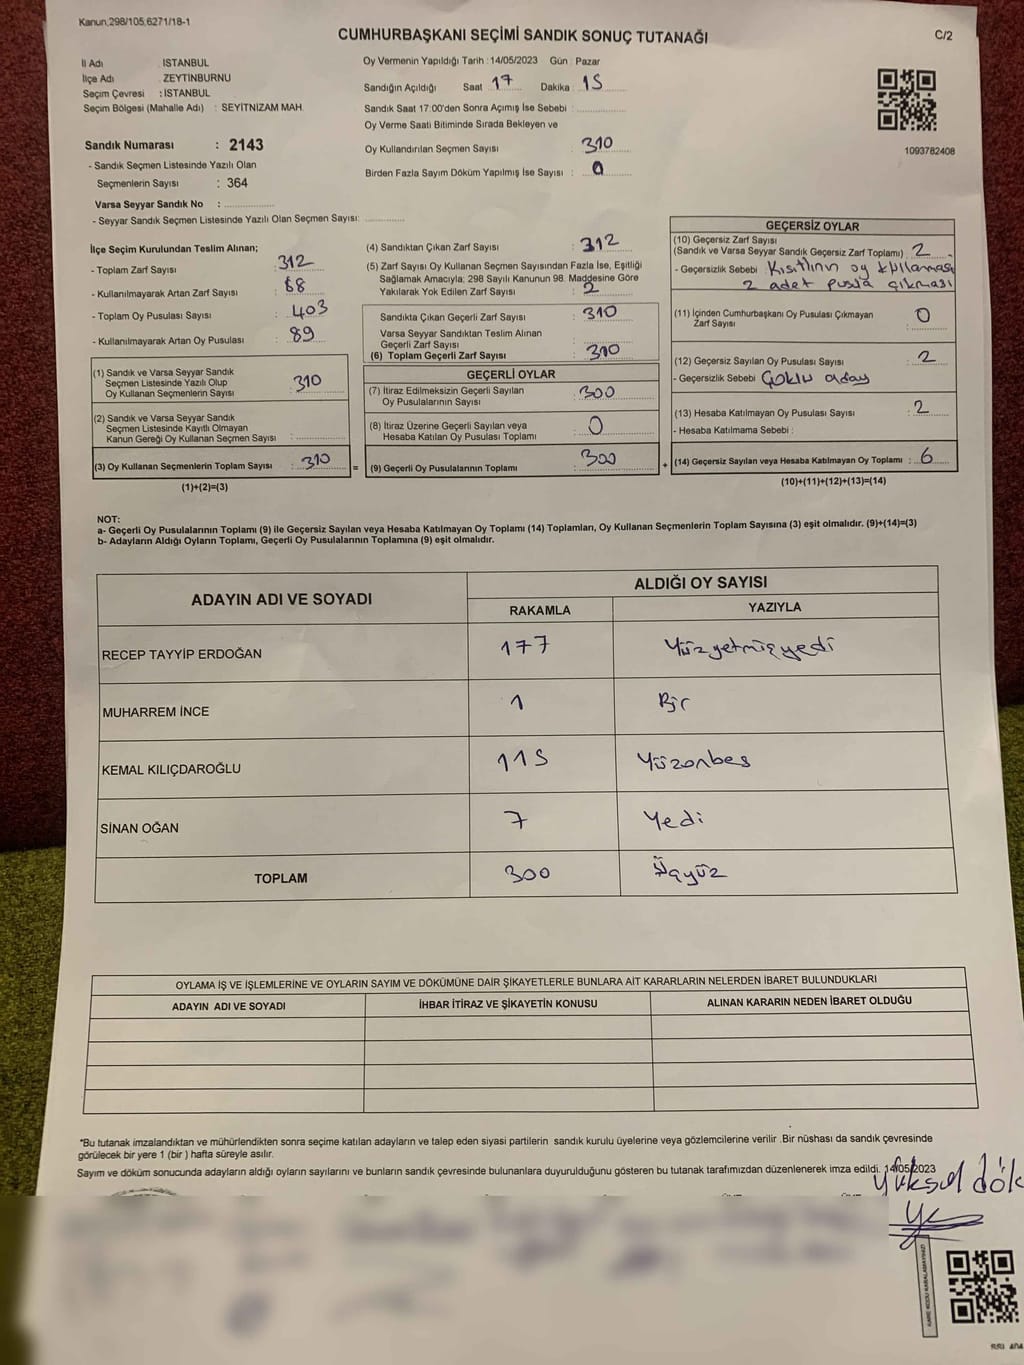 Kanun,298/105,6271/18-1
CUMHURBAŞKANI SEÇİMİ SANDIK SONUÇ TUTANAĞI
C/2
İl Adı : İSTANBUL
İlçe Adı : ZEYTİNBURNU
Seçim Çevresi : İSTANBUL
Seçim Bölgesi (Mahalle Adı) : SEYİTNİZAM MAH.
Sandık Numarası : 2143
- Sandık Seçmen Listesinde Yazılı Olan
Seçmenlerin Sayısı : 364
Varsa Seyyar Sandık No :
- Seyyar Sandık Seçmen Listesinde Yazılı Olan Seçmen Sayısı:
Oy Vermenin Yapıldığı Tarih : 14/05/2023 Gün : Pazar
Sandığın Açıldığı Saat 17 Dakika 15
Sandık Saat 17:00'den Sonra Açımış İse Sebebi :
Oy Verme Saati Bitiminde Sırada Bekleyen ve
Oy Kullandırılan Seçmen Sayısı : 310
Birden Fazla Sayım Döküm Yapılmış İse Sayısı : 0
1093782408
İlçe Seçim Kurulundan Teslim Alınan;
- Toplam Zarf Sayısı : 312
- Kullanılmayarak Artan Zarf Sayısı : 88
- Toplam Oy Pusulası Sayısı : 403
- Kullanılmayarak Artan Oy Pusulası : 89
(1) Sandık ve Varsa Seyyar Sandık
Seçmen Listesinde Yazılı Olup
Oy Kullanan Seçmenlerin Sayısı : 310
(2) Sandık ve Varsa Seyyar Sandık
Seçmen Listesinde Kayıtlı Olmayan
Kanun Gereği Oy Kullanan Seçmen Sayısı :
(3) Oy Kullanan Seçmenlerin Toplam Sayısı : 310
(1)+(2)=(3)
=
(4) Sandıktan Çıkan Zarf Sayısı : 312
(5) Zarf Sayısı Oy Kullanan Seçmen Sayısından Fazla İse, Eşitliği
Sağlamak Amacıyla, 298 Sayılı Kanunun 98. Maddesine Göre
Yakılarak Yok Edilen Zarf Sayısı : 2
Sandıkta Çıkan Geçerli Zarf Sayısı : 310
Varsa Seyyar Sandıktan Teslim Alınan
Geçerli Zarf Sayısı
(6) Toplam Geçerli Zarf Sayısı : 310
GEÇERLİ OYLAR
(7) İtiraz Edilmeksizin Geçerli Sayılan
Oy Pusulalarının Sayısı : 300
(8) İtiraz Üzerine Geçerli Sayılan veya
Hesaba Katılan Oy Pusulası Toplamı : 0
(9) Geçerli Oy Pusulalarının Toplamı : 300
+
GEÇERSİZ OYLAR
(10) Geçersiz Zarf Sayısı
(Sandık ve Varsa Seyyar Sandık Geçersiz Zarf Toplamı) : 2
- Geçersizlik Sebebi : Kısıtlının oy
2 adet pusla çıkması
(11) İçinden Cumhurbaşkanı Oy Pusulası Çıkmayan
Zarf Sayısı : 0
(12) Geçersiz Sayılan Oy Pusulası Sayısı : 2
- Geçersizlik Sebebi : Çoklu aday
(13) Hesaba Katılmayan Oy Pusulası Sayısı : 2
- Hesaba Katılmama Sebebi :
(14) Geçersiz Sayılan veya Hesaba Katılmayan Oy Toplamı : 6
(10)+(11)+(12)+(13)=(14)
NOT:
a- Geçerli Oy Pusulalarının Toplamı (9) ile Geçersiz Sayılan veya Hesaba Katılmayan Oy Toplamı (14) Toplamları, Oy Kullanan Seçmenlerin Toplam Sayısına (3) eşit olmalıdır. (9)+(14)=(3)
b- Adayların Aldığı Oyların Toplamı, Geçerli Oy Pusulalarının Toplamına (9) eşit olmalıdır.
ADAYIN ADI VE SOYADI
ALDIĞI OY SAYISI
RAKAMLA YAZIYLA
RECEP TAYYİP ERDOĞAN 177 Yüzyetmişyedi
MUHARREM İNCE 1 Bir
KEMAL KILIÇDAROĞLU 115 Yüzonbeş
SİNAN OĞAN 7 Yedi
TOPLAM 300 Üçyüz
OYLAMA İŞ VE İŞLEMLERİNE VE OYLARIN SAYIM VE DÖKÜMÜNE DAİR ŞİKAYETLERLE BUNLARA AİT KARARLARIN NELERDEN İBARET BULUNDUKLARI
ADAYIN ADI VE SOYADI İHBAR İTİRAZ VE ŞİKAYETİN KONUSU ALINAN KARARIN NEDEN İBARET OLDUĞU
*Bu tutanak imzalandıktan ve mühürlendikten sonra seçime katılan adayların ve talep eden siyasi partilerin sandık kurulu üyelerine veya gözlemcilerine verilir .Bir nüshası da sandık çevresinde
görülecek bir yere 1 (bir ) hafta süreyle asılır.
Sayım ve döküm sonucunda adayların aldığı oyların sayılarını ve bunların sandık çevresinde bulunanlara duyurulduğunu gösteren bu tutanak tarafımızdan düzenlenerek imza edildi. 14/05/2023